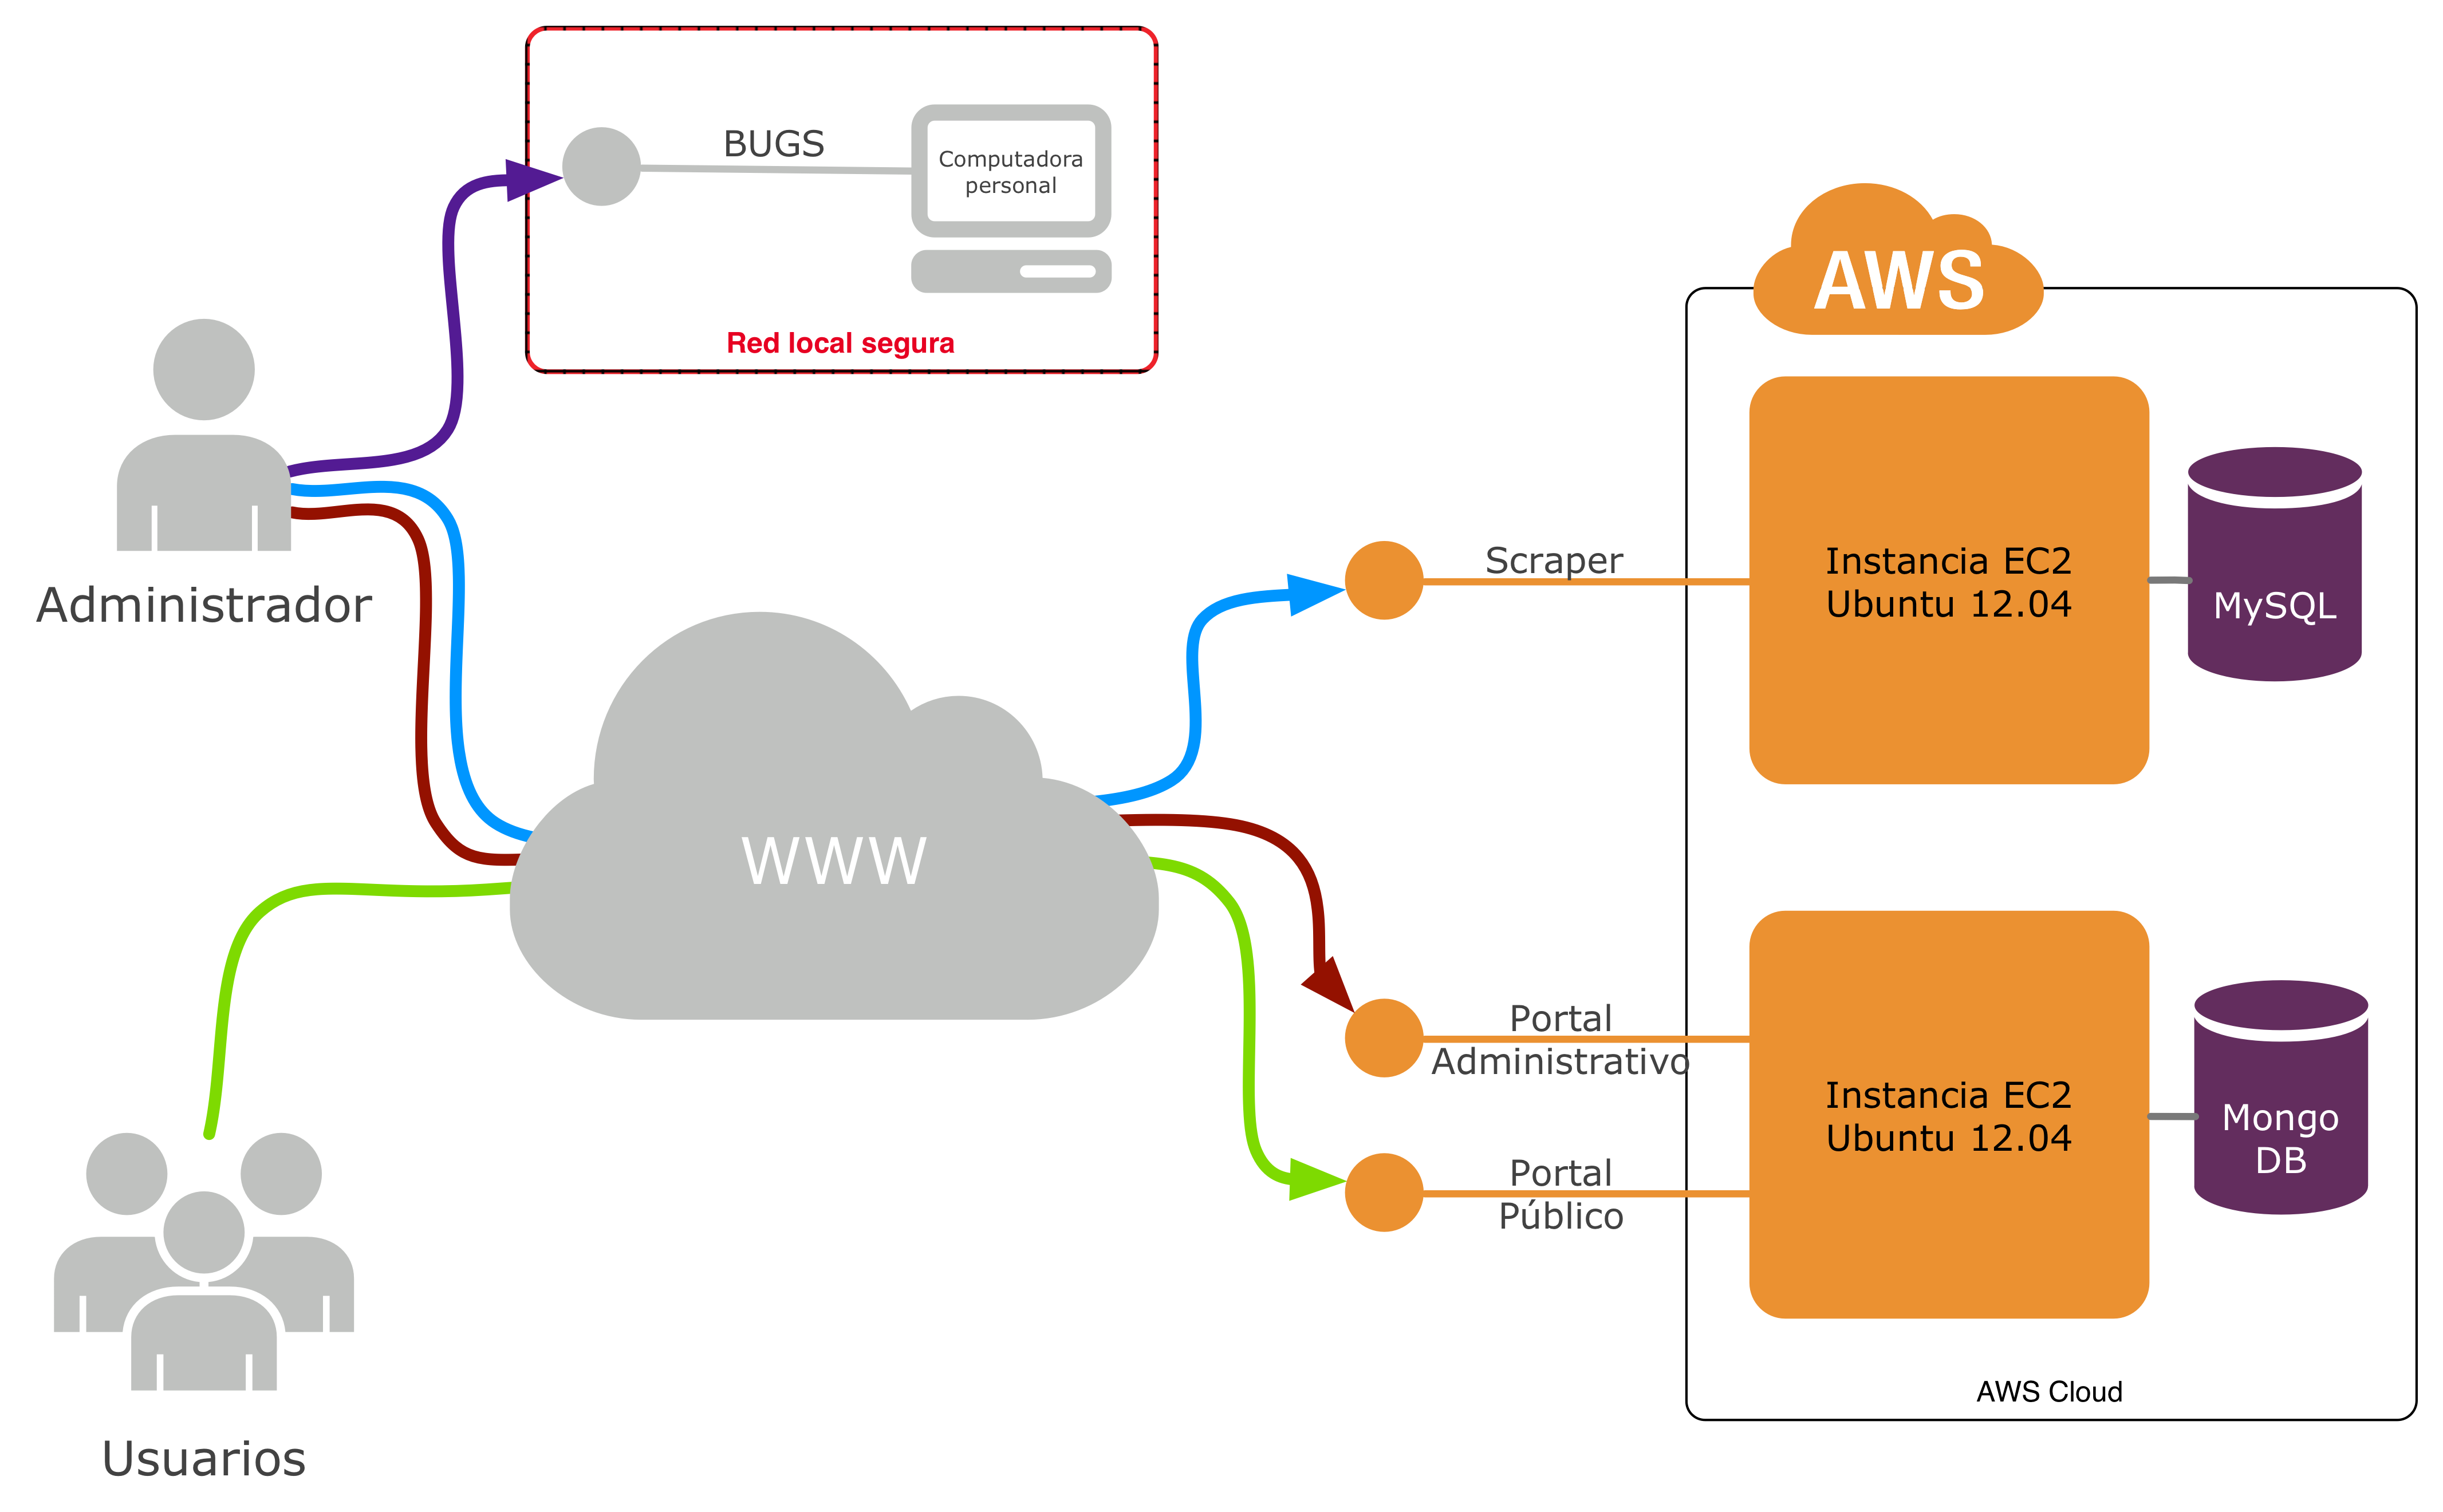 BUGS
Computadora
personal
Red local segura
AWS
Administrador
Scraper
Instancia EC2
Ubuntu 12.04
MySQL
WWW
Portal
Administrativo
Portal
Público
Instancia EC2
Ubuntu 12.04
Mongo
DB
AWS Cloud
Usuarios